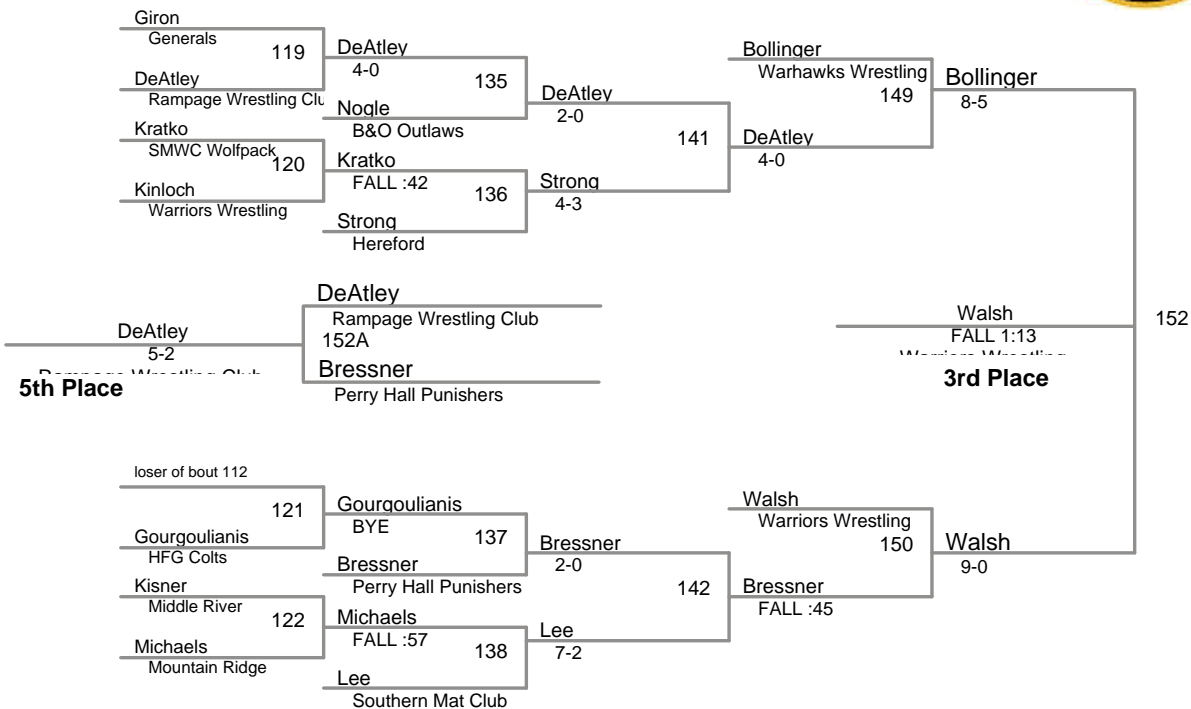 Giron
Generals
119
DeAtley
Rampage Wrestling Clu
DeAtley
4-0
135
Nogle
B&O Outlaws
Kratko
SMWC Wolfpack
120
Kinloch
Warriors Wrestling
Kratko
FALL :42
136
Strong
Hereford
DeAtley
2-0
141
Strong
4-3
Bollinger
Warhawks Wrestling
149
DeAtley
4-0
Bollinger
8-5
DeAtley
Rampage Wrestling Club
152A
Bressner
Perry Hall Punishers
DeAtley
5-2
Rampage Wrestling Club
5th Place
Walsh
FALL 1:13
Warriors Wrestling
3rd Place
152
loser of bout 112
121
Gourgoulianis
HFG Colts
Gourgoulianis
BYE
137
Bressner
Perry Hall Punishers
Kisner
Middle River
122
Michaels
Mountain Ridge
Michaels
FALL :57
138
Lee
Southern Mat Club
Bressner
2-0
142
Lee
7-2
Walsh
Warriors Wrestling
150
Bressner
FALL :45
Walsh
9-0